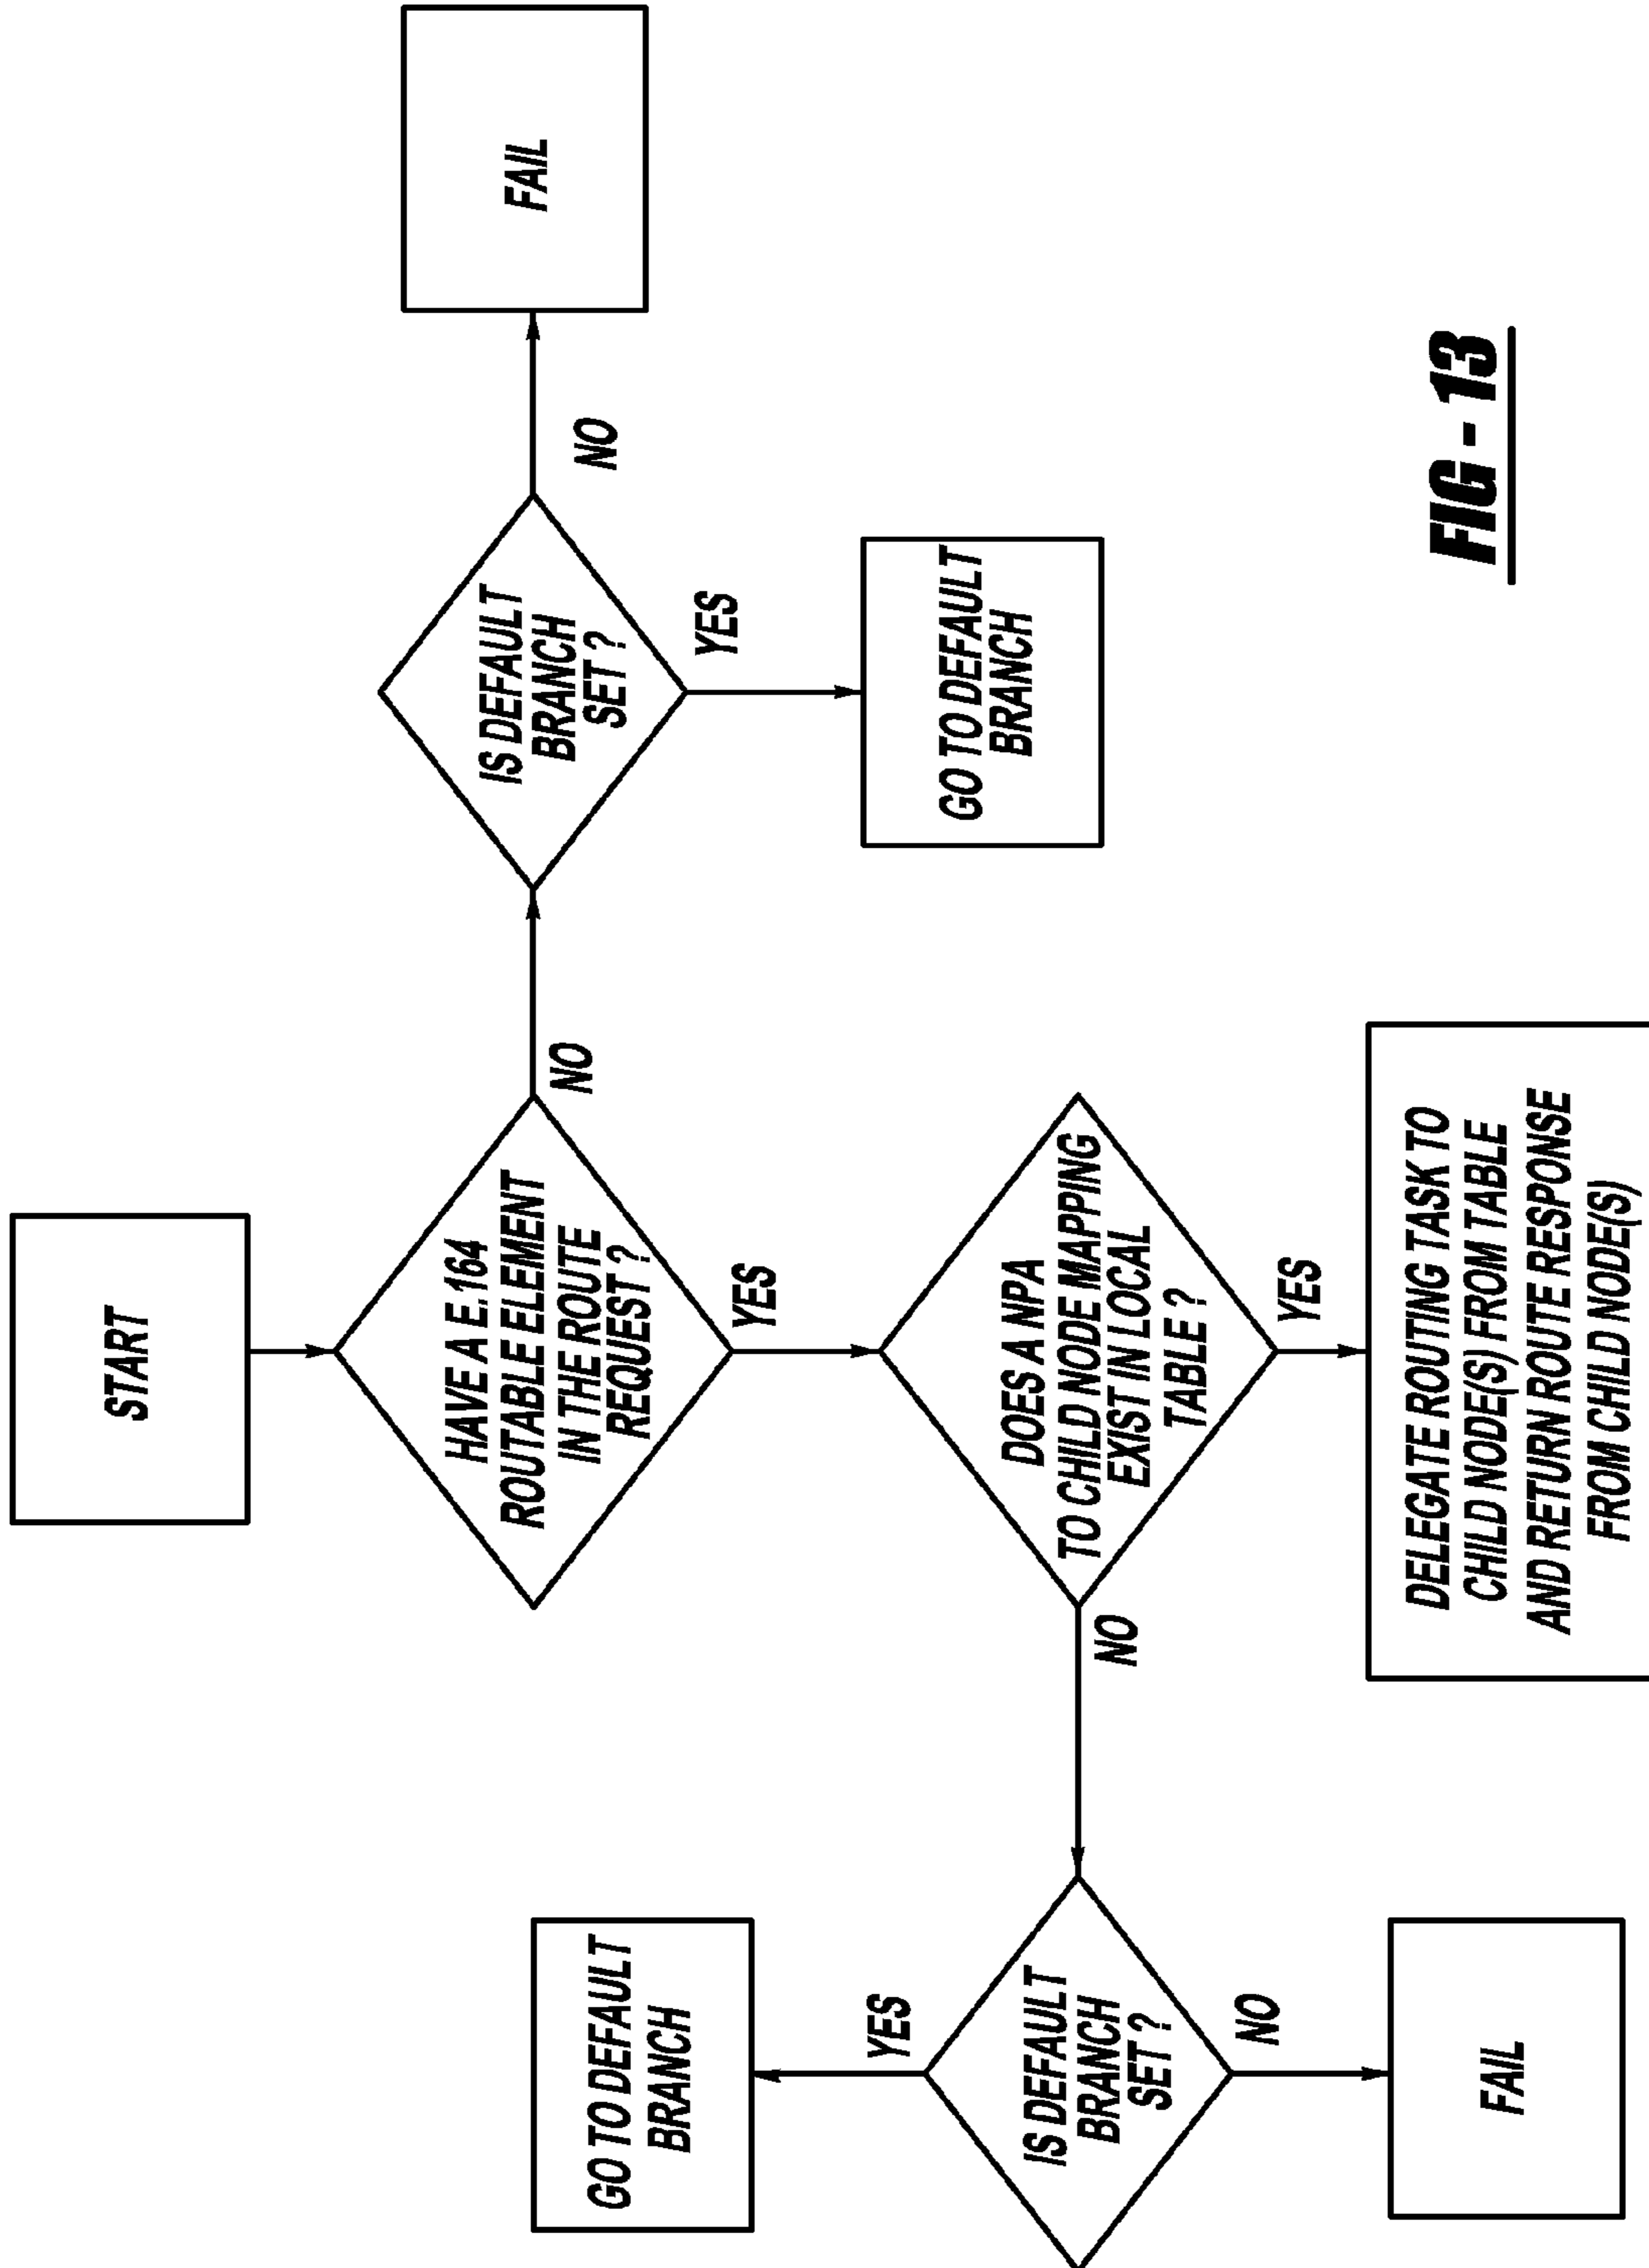 START
HAVE A E.164
ROUTABLE ELEMENT
IN THE ROUTE
REQUEST ?
NO
IS DEFAULT
BRANCH
SET ?
NO
FAIL
YES
GO TO DEFAULT
BRANCH
YES
DOES A NPA
TO CHILD NODE MAPPING
EXIST IN LOCAL
TABLE ?
NO
IS DEFAULT
BRANCH
SET ?
YES
GO TO DEFAULT
BRANCH
NO
FAIL
YES
DELEGATE ROUTING TASK TO
CHILD NODE(S) FROM TABLE
AND RETURN ROUTE RESPONSE
FROM CHILD NODE(S)
FIG - 13